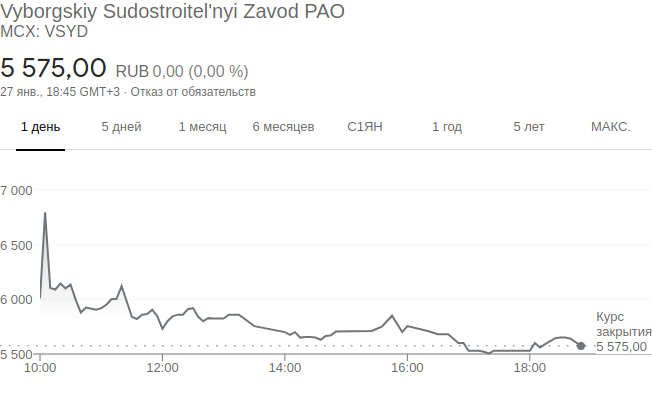 Vyborgskiy Sudostroitel'nyi Zavod PAO
MCX: VSYD
5 575,00 RUB 0,00 (0,00 %)
27 янв., 18:45 GMT+3 · Отказ от обязательств
1 день 5 дней 1 месяц 6 месяцев С1ЯН 1 год 5 лет МАКС.
7 000
6 500
6 000
Курс
закрытия
5 575,00
5 500
10:00 12:00 14:00 16:00 18:00